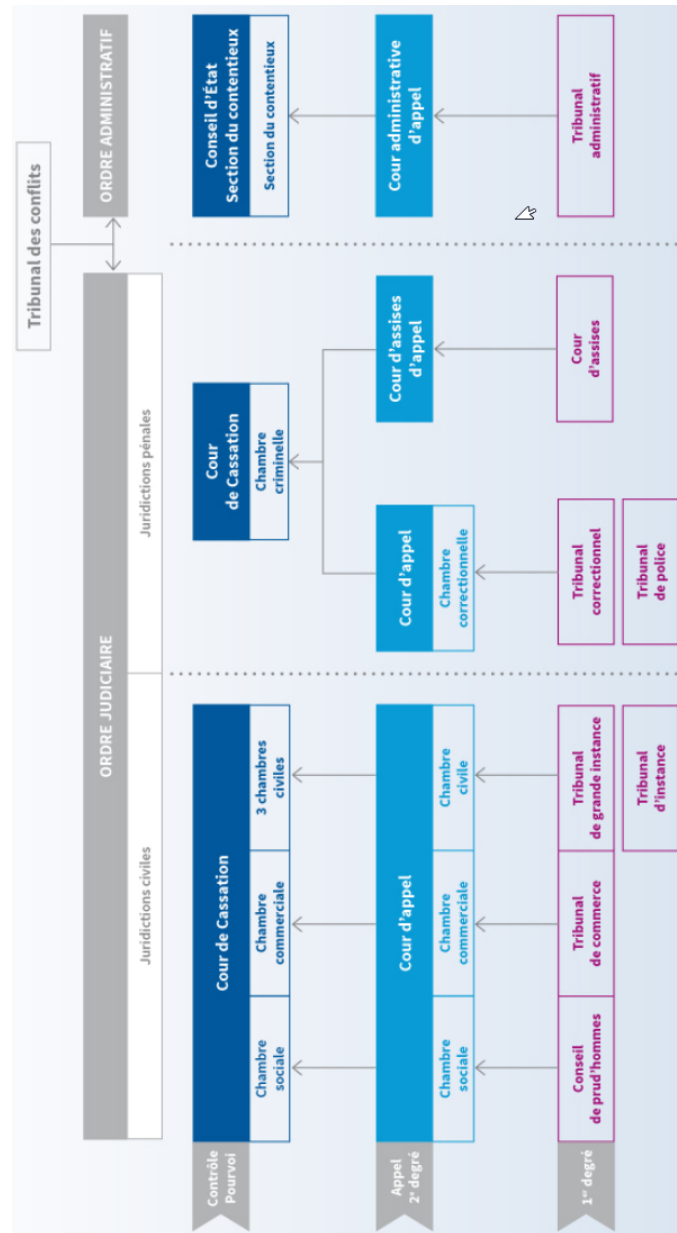 Tribunal des conflits
ORDRE JUDICIAIRE
ORDRE ADMINISTRATIF
Juridictions civiles
Juridictions pénales
Contrôle
Pourvoi
Cour de Cassation
Chambre
sociale
Chambre
commerciale
3 chambres
civiles
Cour
de Cassation
Chambre
criminelle
Conseil d'État
Section du contentieux
Section du contentieux
Appel
2e degré
Cour d'appel
Chambre
sociale
Chambre
commerciale
Chambre
civile
Cour d'appel
Chambre
correctionnelle
Cour d'assises
d'appel
Cour administrative
d'appel
1er degré
Conseil
de prud'hommes
Tribunal
de commerce
Tribunal
de grande instance
Tribunal
d'instance
Tribunal
correctionnel
Tribunal
de police
Cour
d'assises
Tribunal
administratif